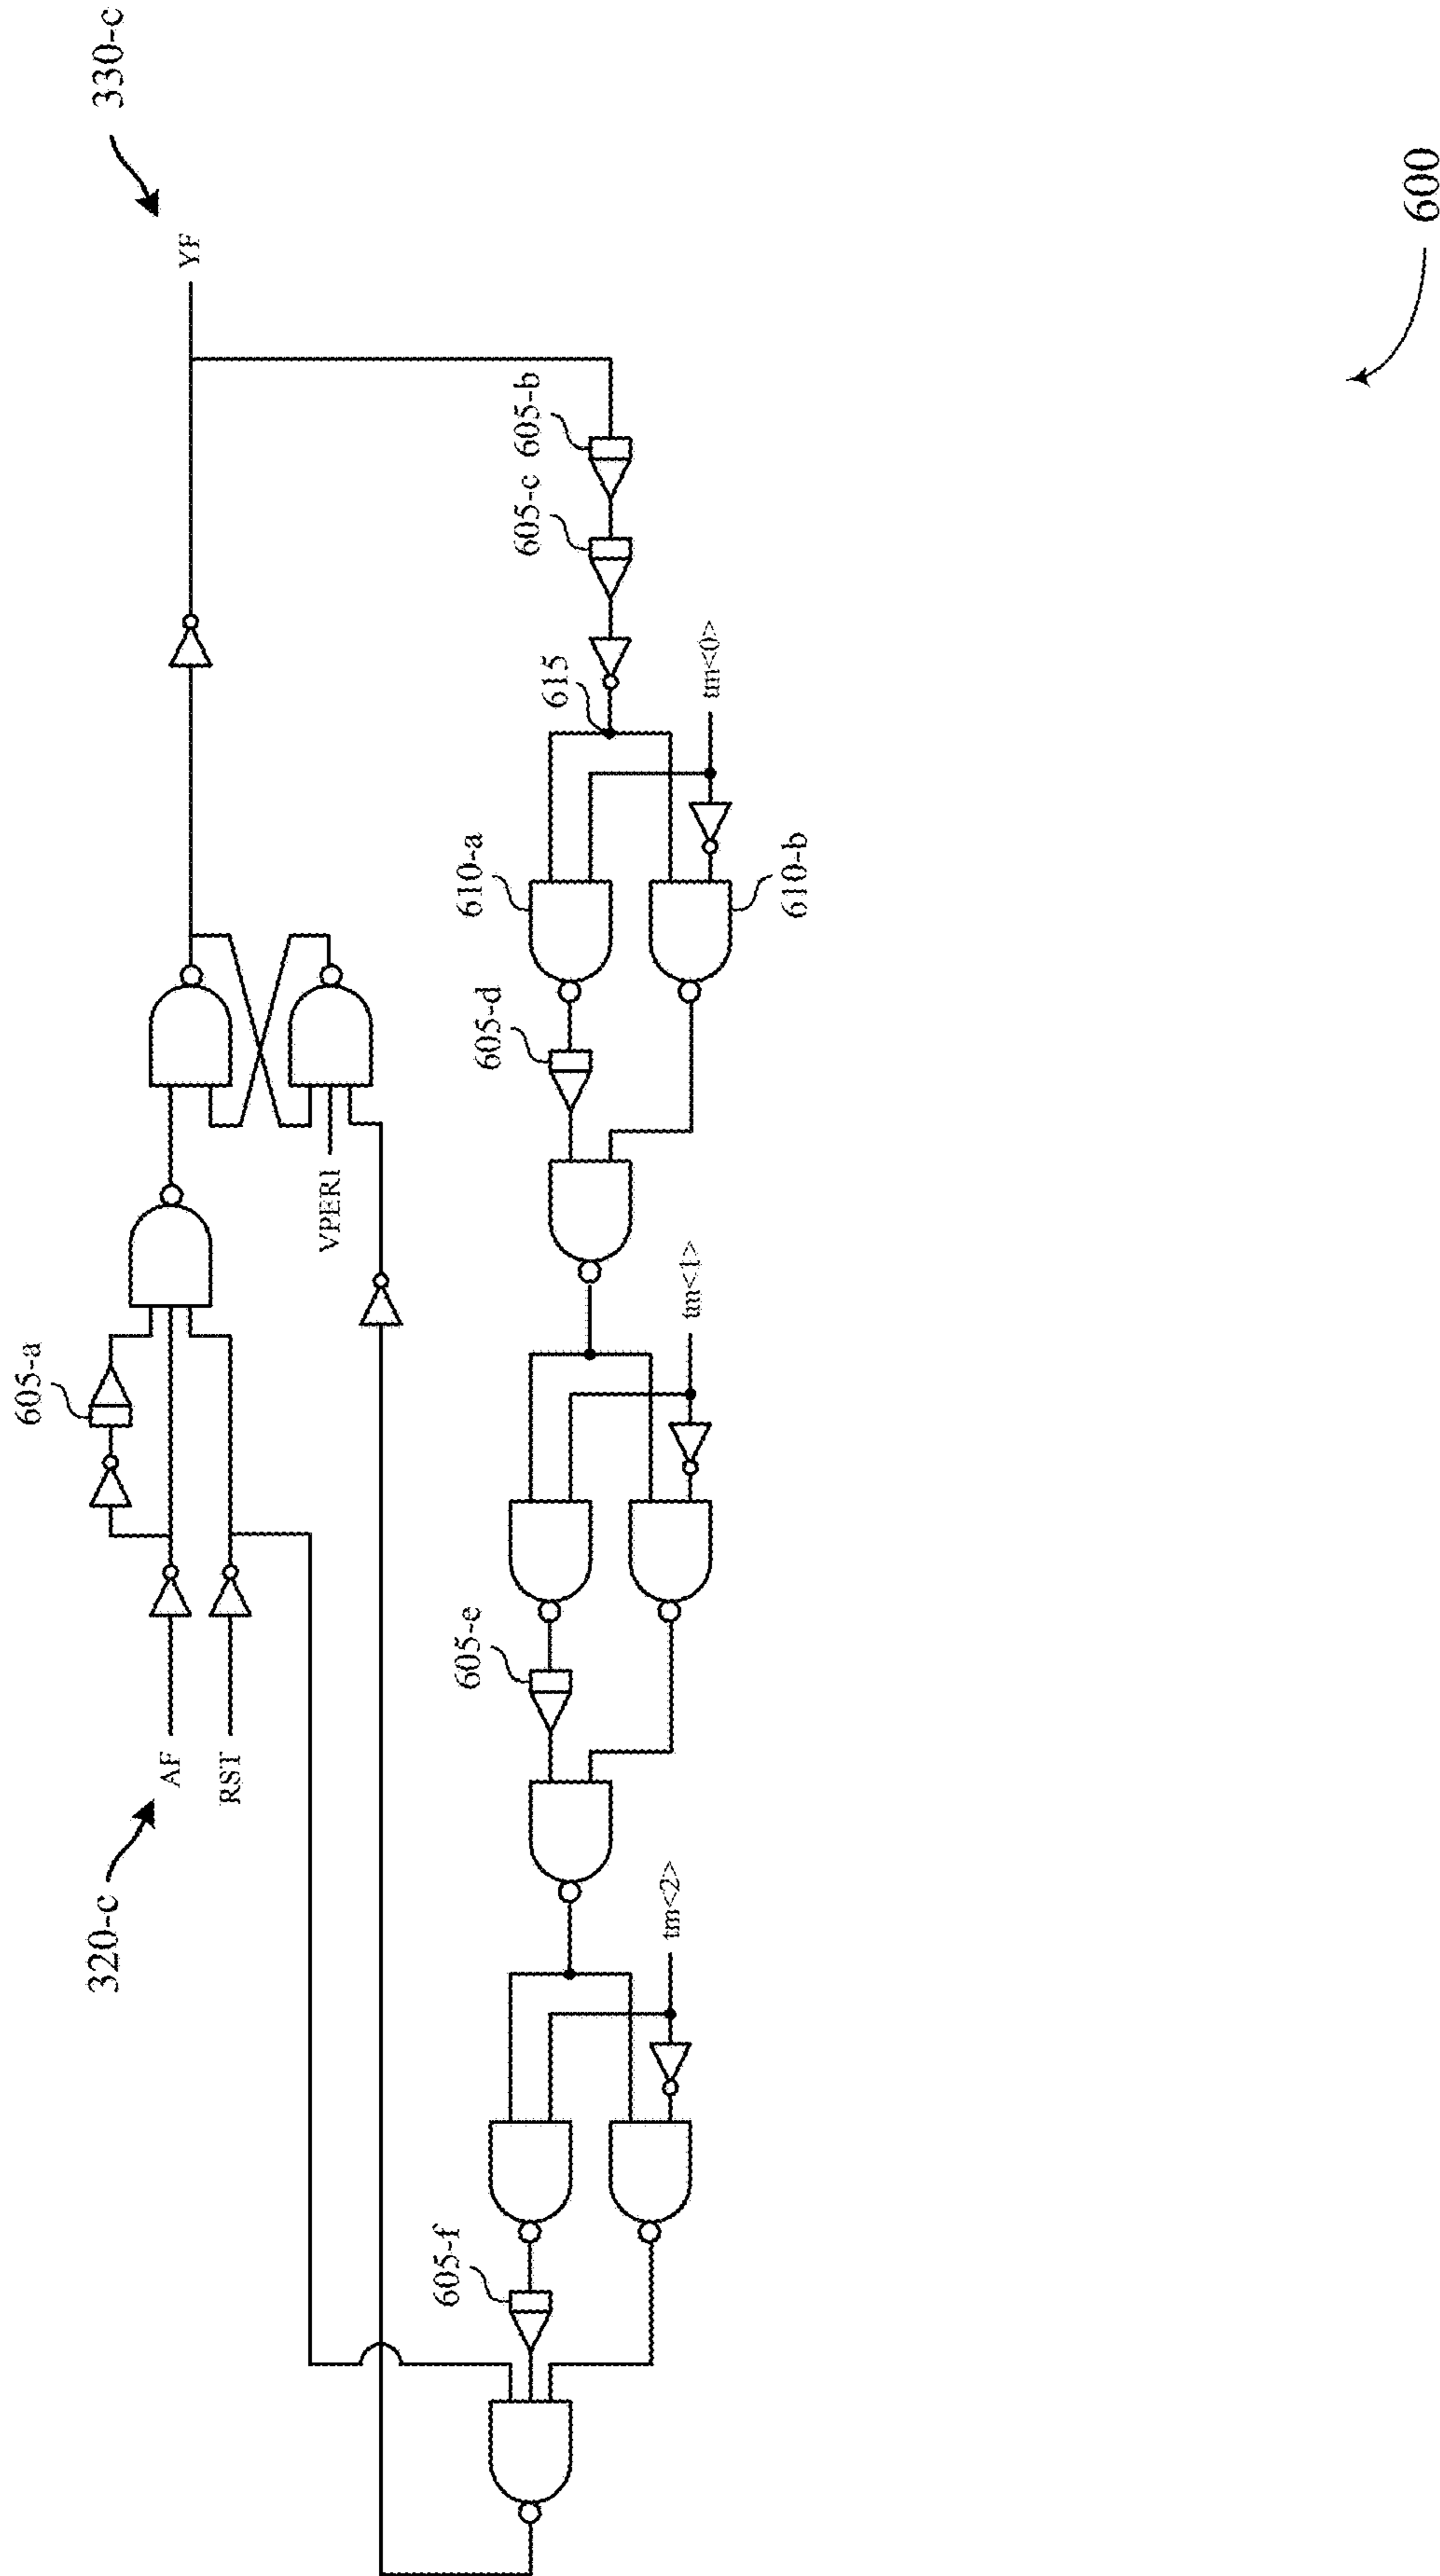 330-c
YF
605-b
605-c
615
tm<0>
610-a
610-b
605-d
VPERI
605-a
tm<1>
605-e
320-c
AF
RST
tm<2>
605-f
600